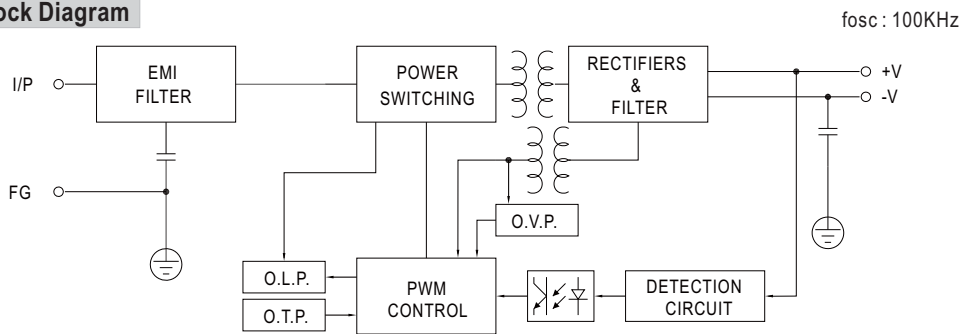 ock Diagram
fosc : 100KHz
I/P
EMI
FILTER
POWER
SWITCHING
RECTIFIERS
&
FILTER
+V
-V
FG
O.V.P.
O.L.P.
O.T.P.
PWM
CONTROL
DETECTION
CIRCUIT